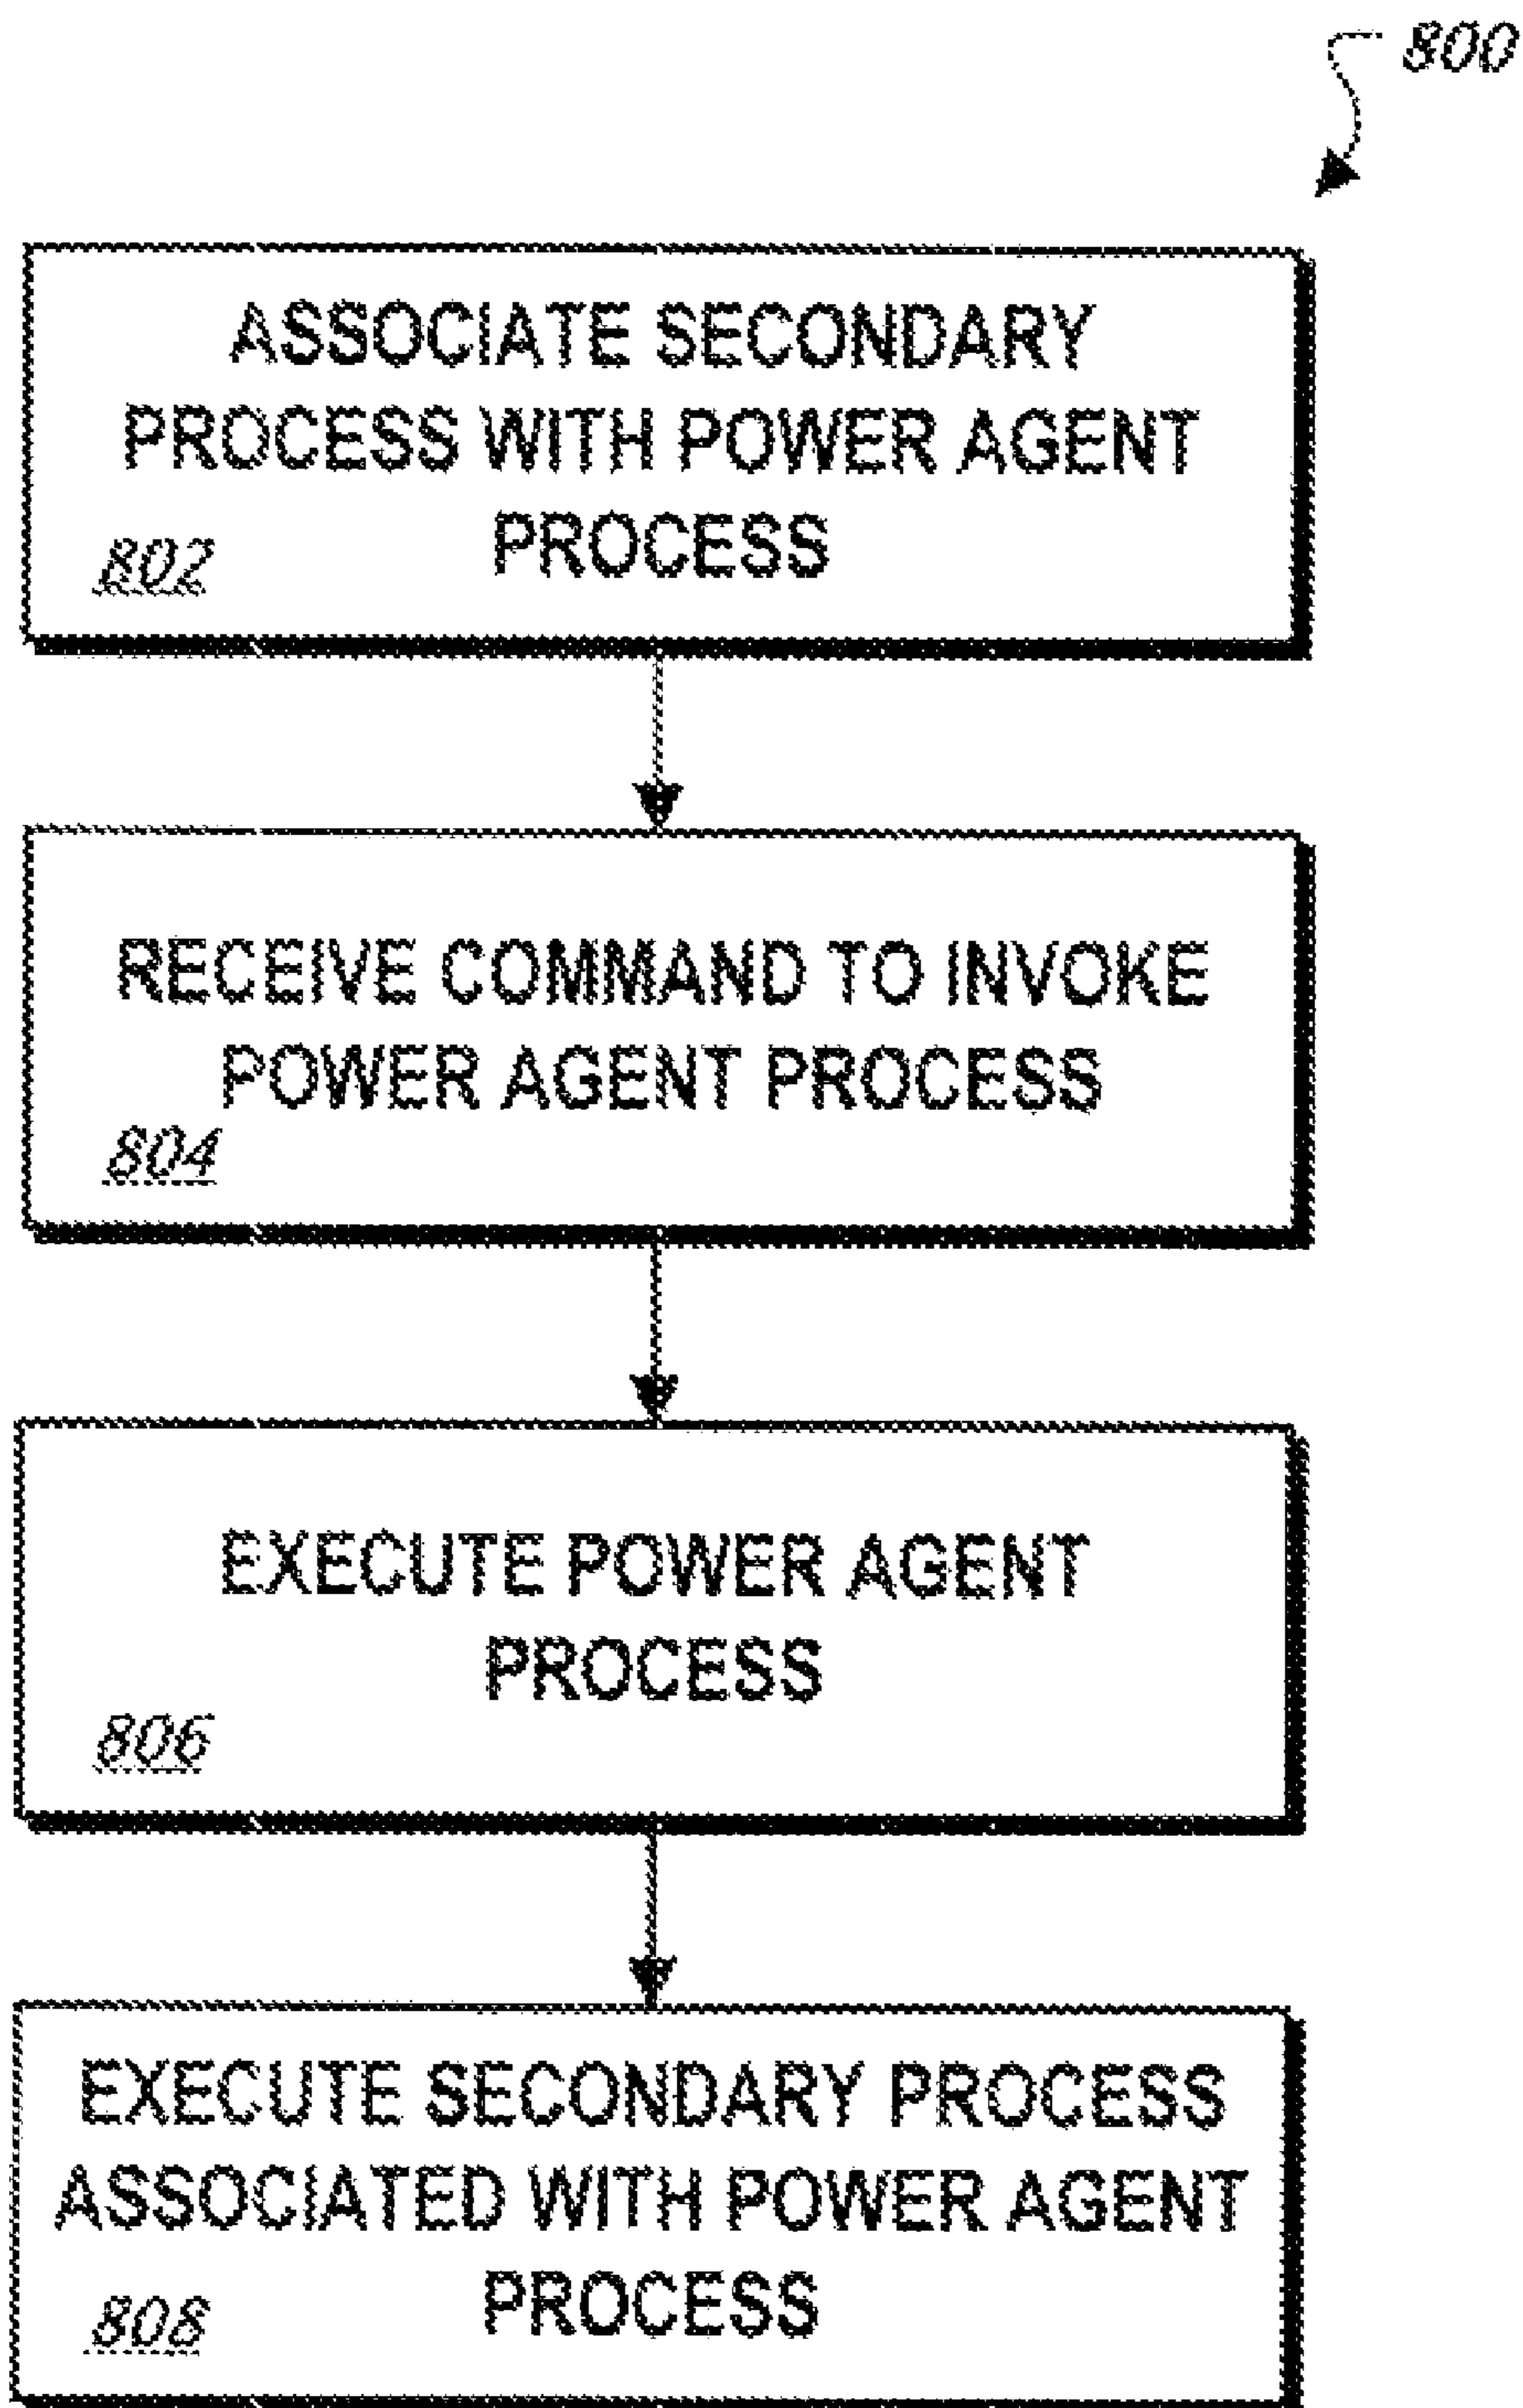 800
ASSOCIATE SECONDARY
PROCESS WITH POWER AGENT
PROCESS
802
RECEIVE COMMAND TO INVOKE
POWER AGENT PROCESS
804
EXECUTE POWER AGENT
PROCESS
806
EXECUTE SECONDARY PROCESS
ASSOCIATED WITH POWER AGENT
PROCESS
808